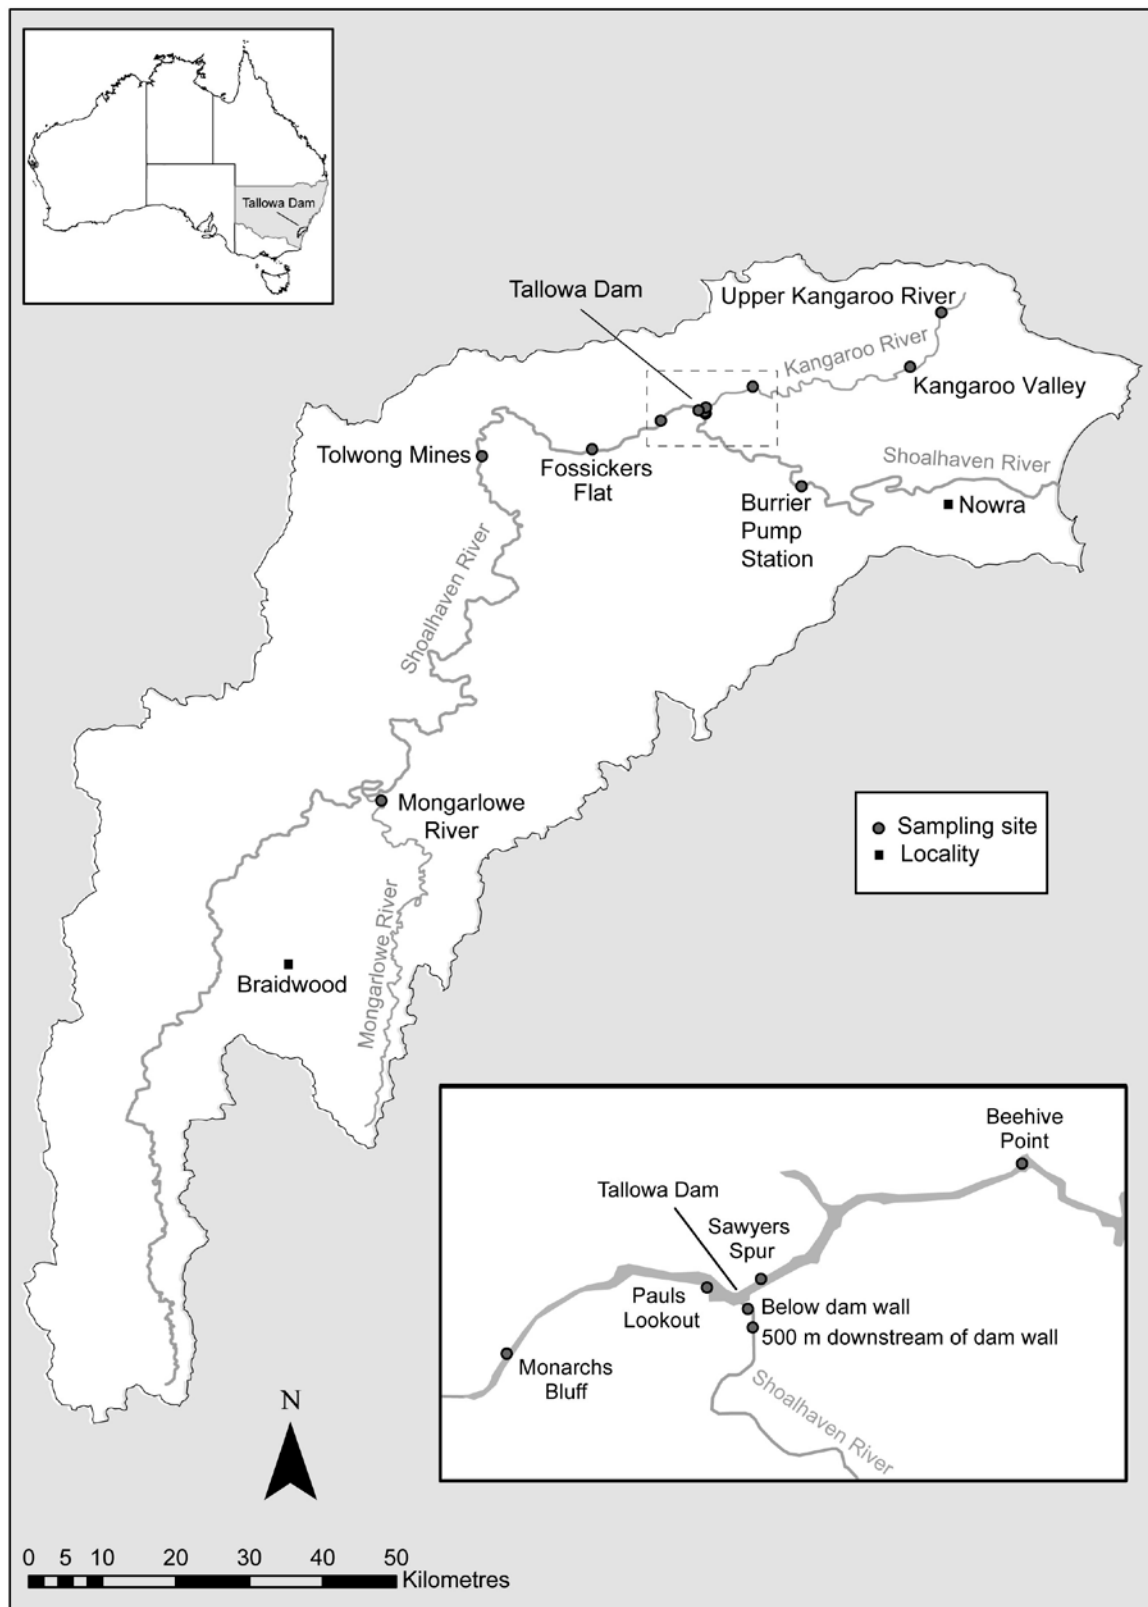 Tallowa Dam
Tallowa Dam
Upper Kangaroo River
Kangaroo River
Kangaroo Valley
Tolwong Mines
Fossickers
Flat
Shoalhaven River
Burrier
Pump
Station
Nowra
Shoalhaven River
Mongarlowe
River
Sampling site
Locality
Mongarlowe River
Braidwood
Beehive
Point
Tallowa Dam
Sawyers
Spur
Pauls
Lookout
Below dam wall
500 m downstream of dam wall
Monarchs
Bluff
Shoalhaven River
N
0 5 10 20 30 40 50
Kilometres